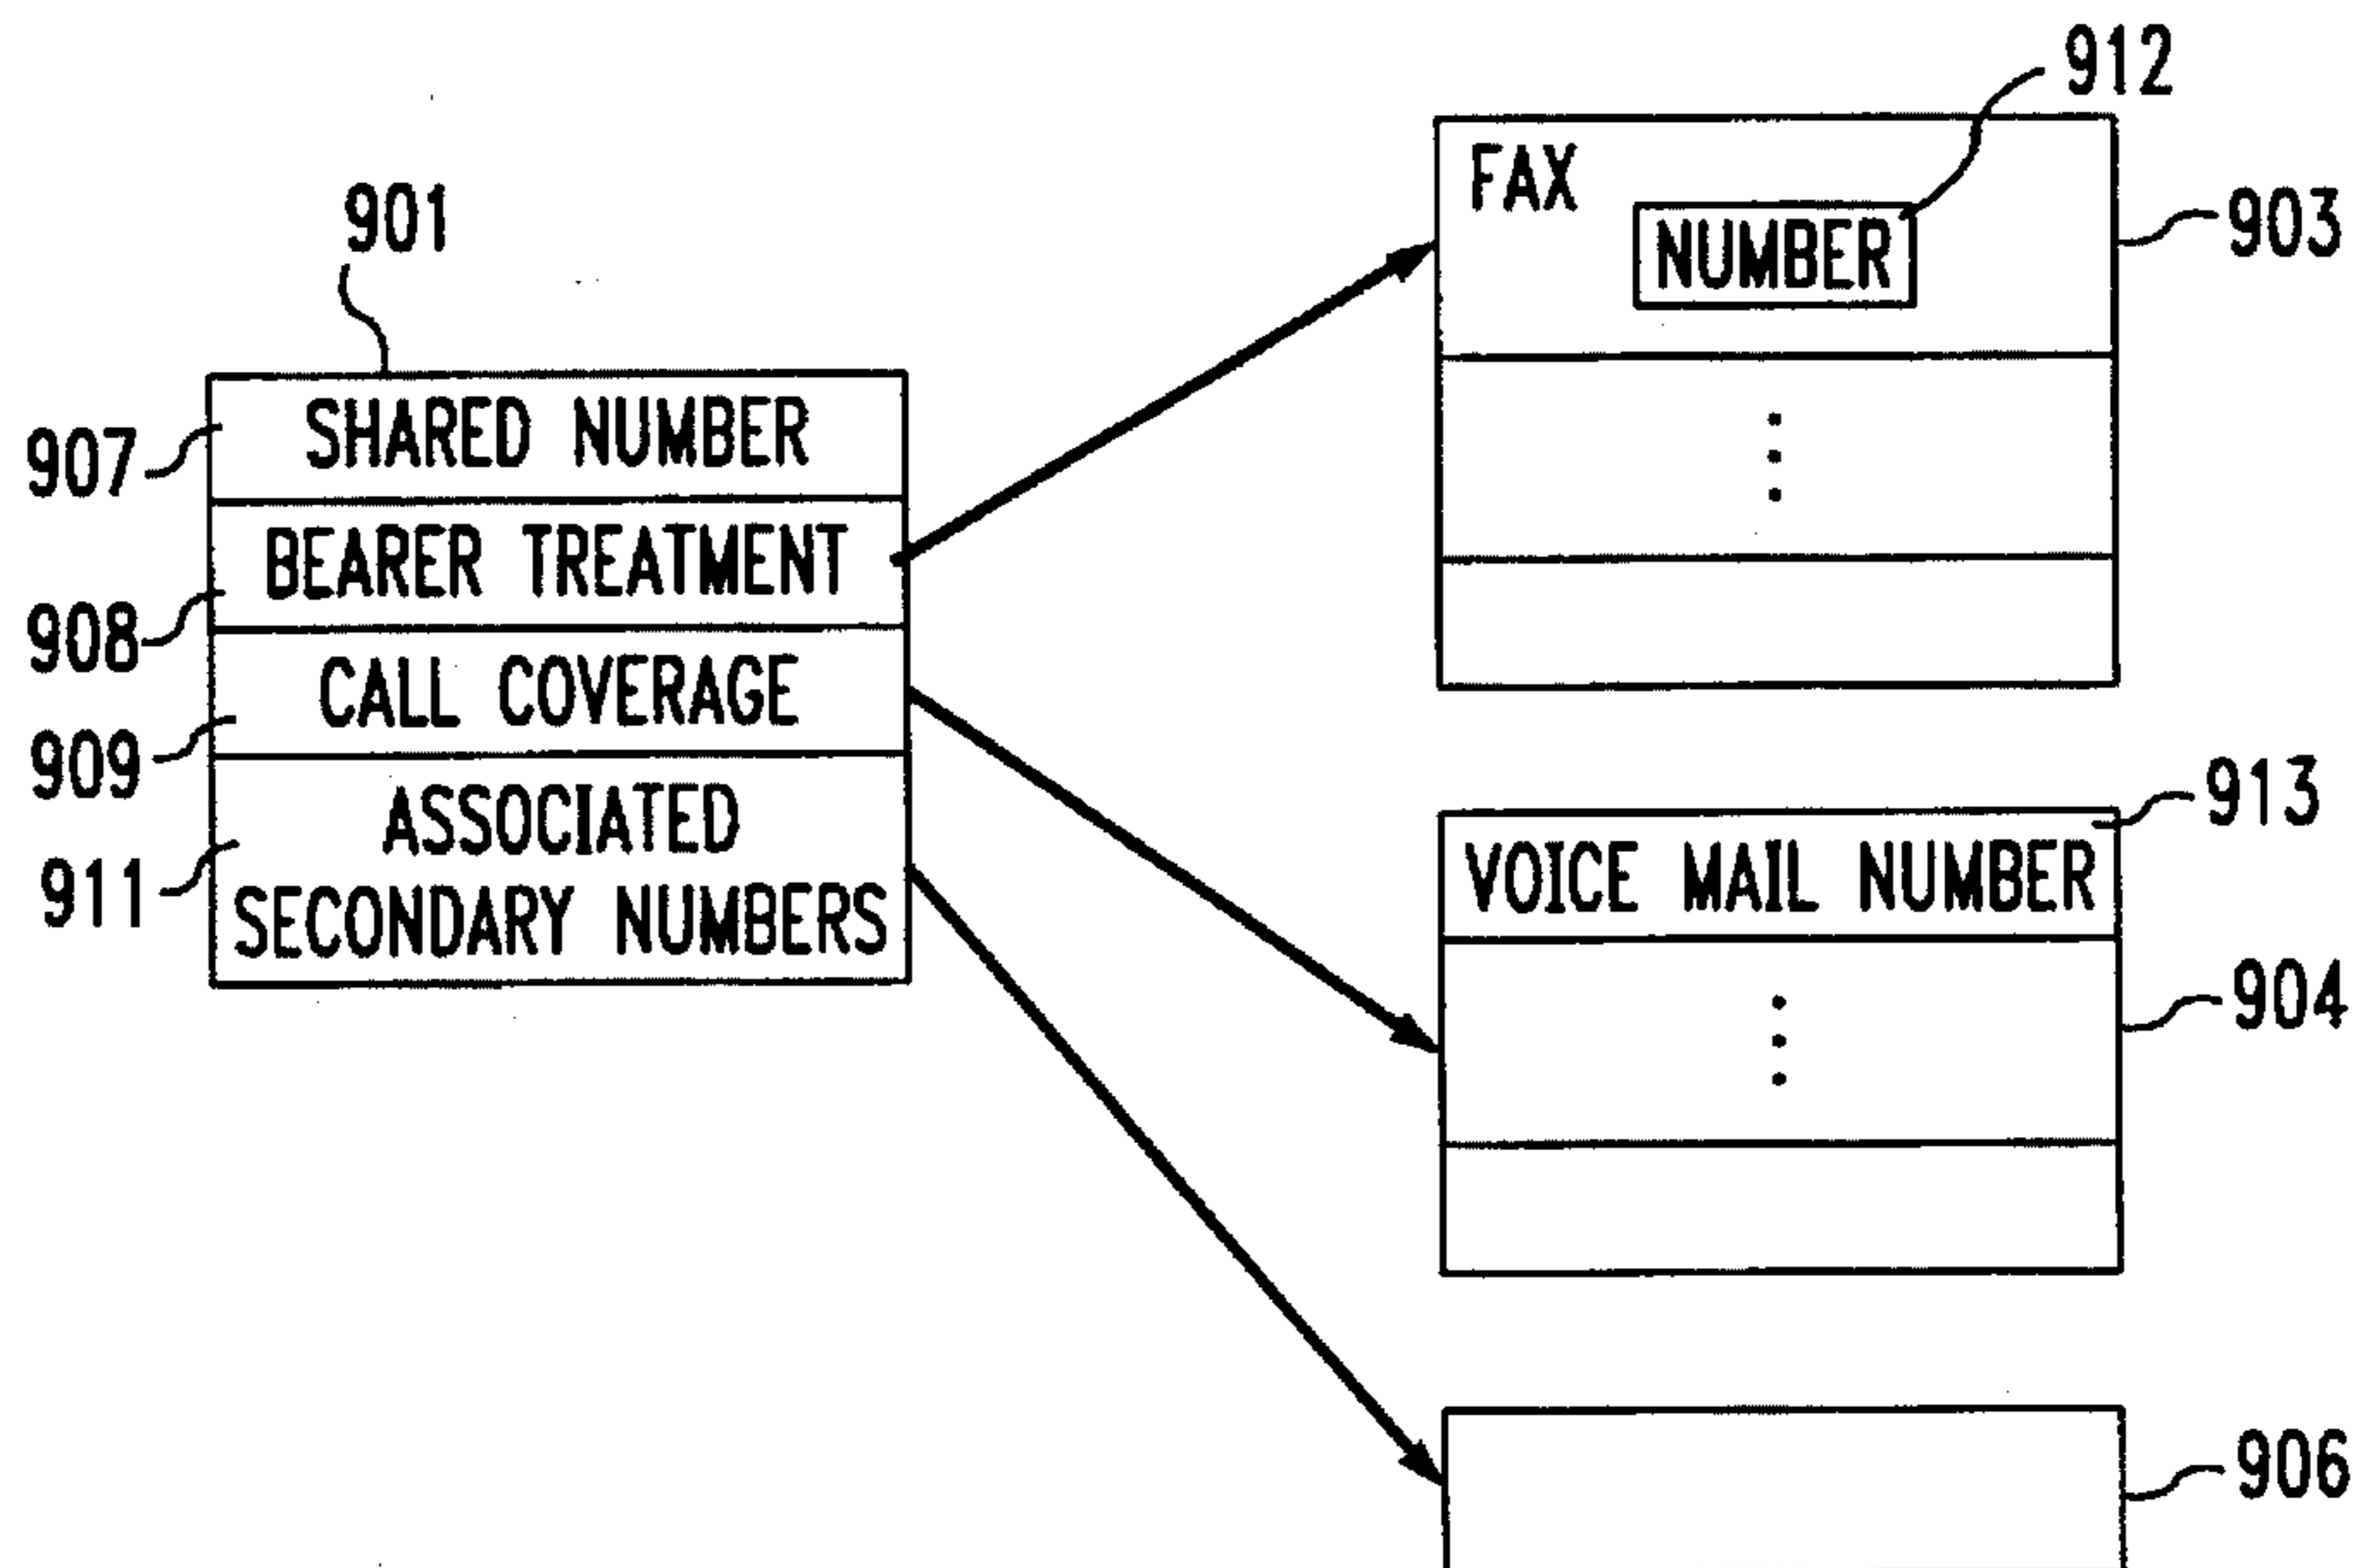 912
FAX
903
NUMBER
901
SHARED NUMBER
907
BEARER TREATMENT
908
CALL COVERAGE
909
ASSOCIATED
SECONDARY NUMBERS
911
913
VOICE MAIL NUMBER
904
906